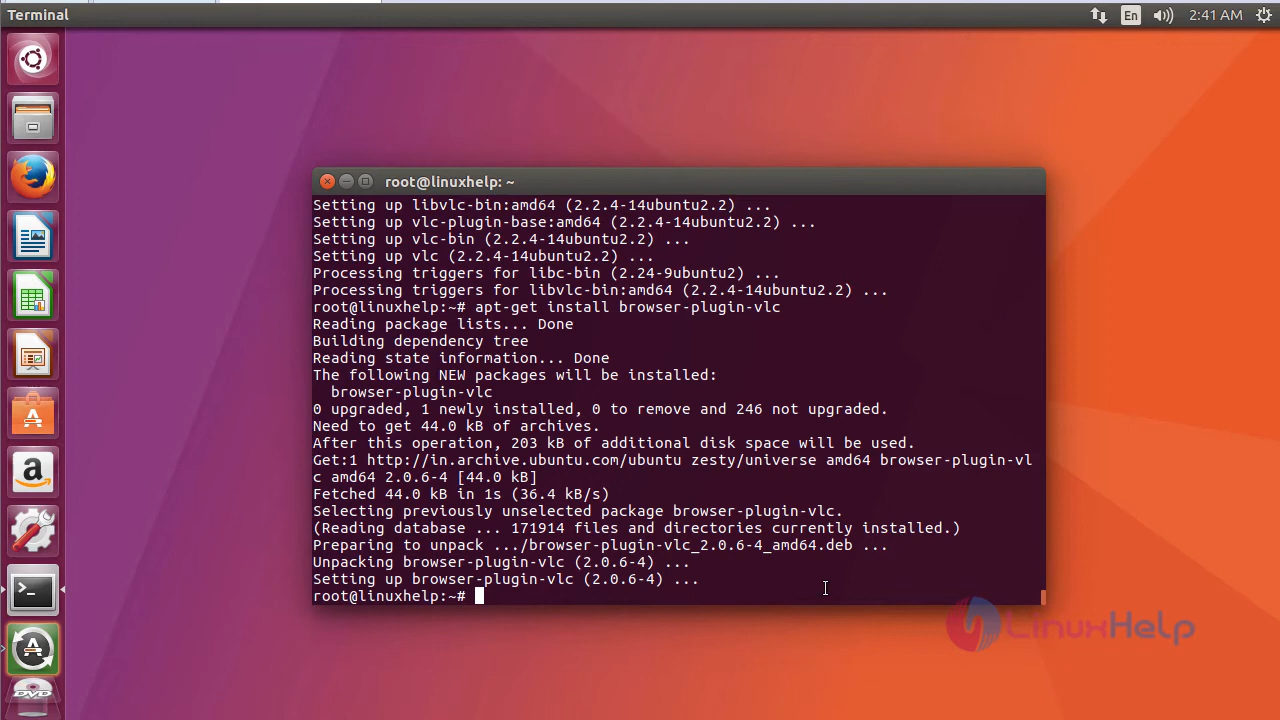 Terminal
En
2:41 AM
root@linuxhelp: ~
Setting up libvlc-bin:amd64 (2.2.4-14ubuntu2.2) ...
Setting up vlc-plugin-base:amd64 (2.2.4-14ubuntu2.2) ...
Setting up vlc-bin (2.2.4-14ubuntu2.2) ...
Setting up vlc (2.2.4-14ubuntu2.2) ...
Processing triggers for libc-bin (2.24-9ubuntu2) ...
Processing triggers for libvlc-bin:amd64 (2.2.4-14ubuntu2.2) ...
root@linuxhelp:~# apt-get install browser-plugin-vlc
Reading package lists... Done
Building dependency tree
Reading state information... Done
The following NEW packages will be installed:
  browser-plugin-vlc
0 upgraded, 1 newly installed, 0 to remove and 246 not upgraded.
Need to get 44.0 kB of archives.
After this operation, 203 kB of additional disk space will be used.
Get:1 http://in.archive.ubuntu.com/ubuntu zesty/universe amd64 browser-plugin-vl
c amd64 2.0.6-4 [44.0 kB]
Fetched 44.0 kB in 1s (36.4 kB/s)
Selecting previously unselected package browser-plugin-vlc.
(Reading database ... 171914 files and directories currently installed.)
Preparing to unpack .../browser-plugin-vlc_2.0.6-4_amd64.deb ...
Unpacking browser-plugin-vlc (2.0.6-4) ...
Setting up browser-plugin-vlc (2.0.6-4) ...
root@linuxhelp:~#
LinuxHelp
DVD